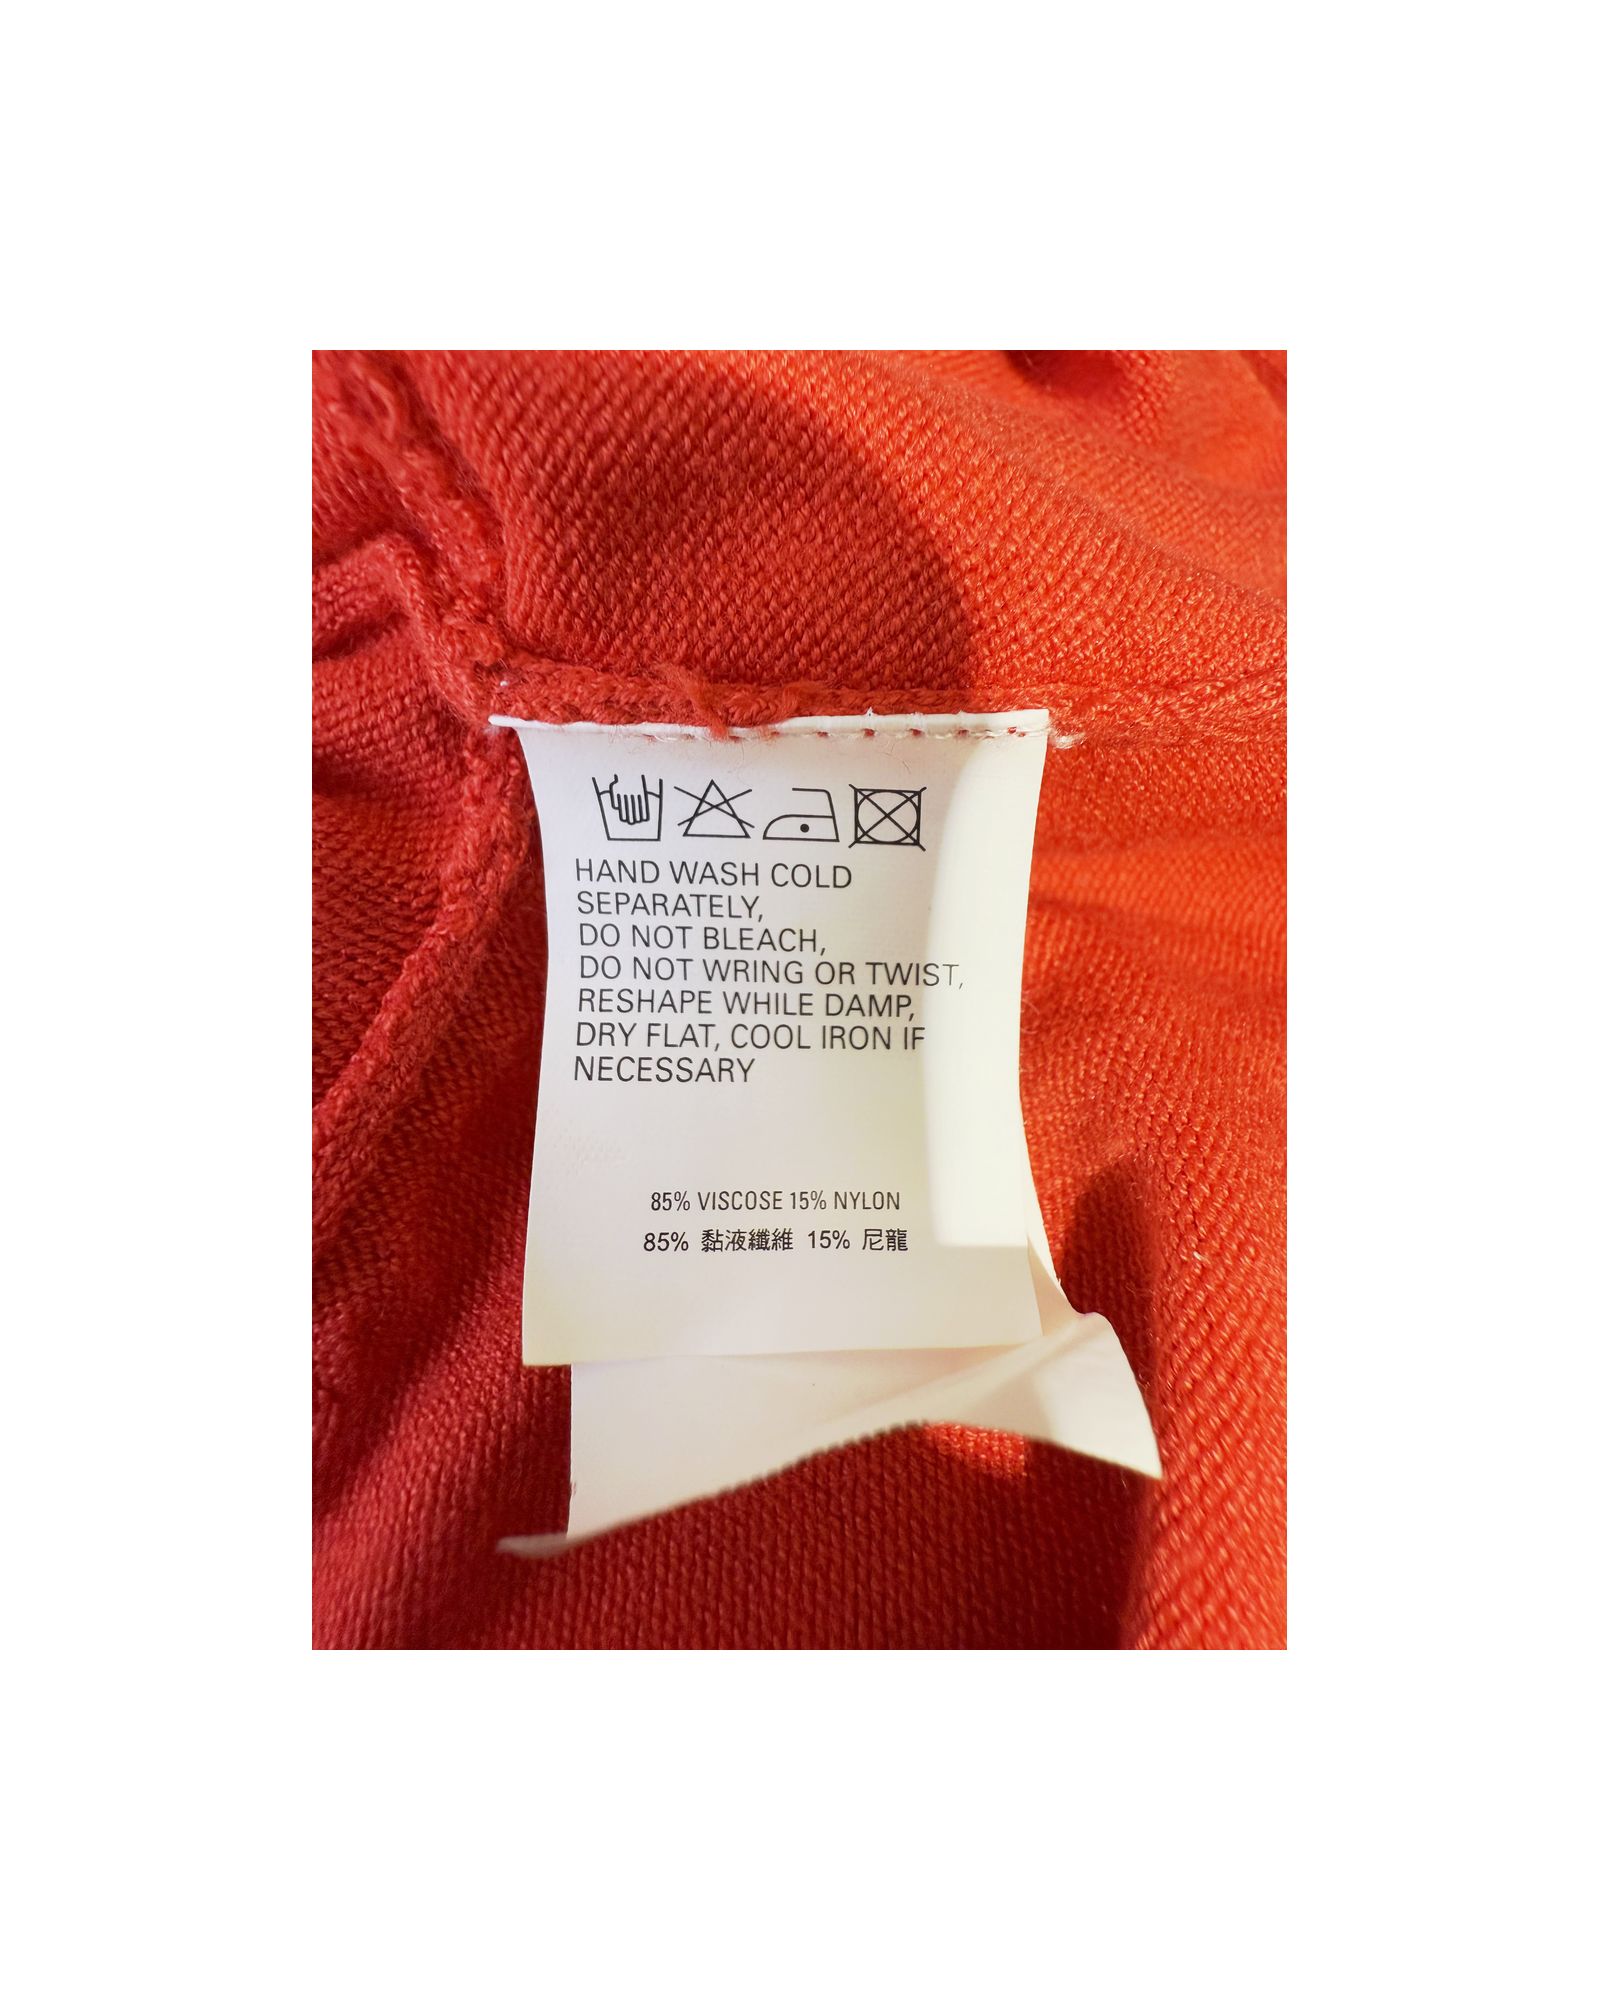 HAND WASH COLD
SEPARATELY,
DO NOT BLEACH,
DO NOT WRING OR TWIST,
RESHAPE WHILE DAMP,
DRY FLAT, COOL IRON IF
NECESSARY
85% VISCOSE 15% NYLON
85% 黏液纖維 15% 尼龍